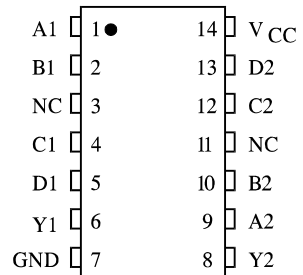 A1 1 14 VCC
B1 2 13 D2
NC 3 12 C2
C1 4 11 NC
D1 5 10 B2
Y1 6 9 A2
GND 7 8 Y2